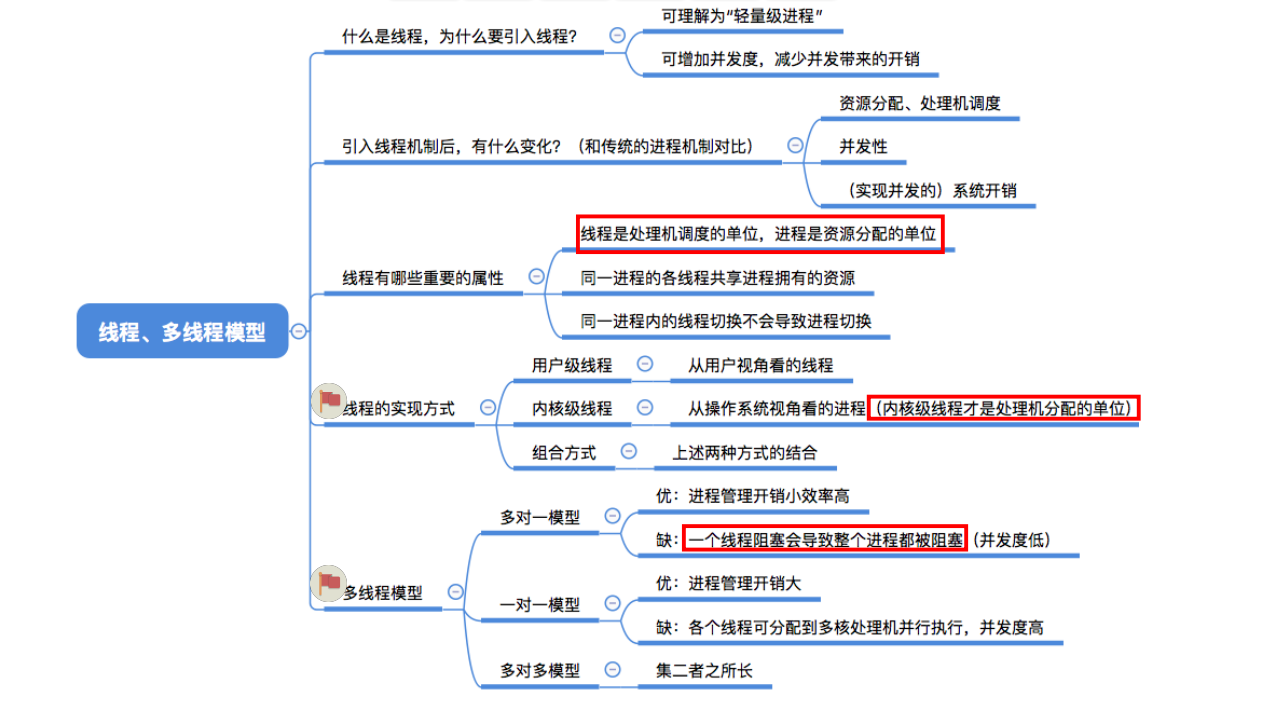 什么是线程，为什么要引入线程？
可理解为“轻量级进程”
可增加并发度，减少并发带来的开销
引入线程机制后，有什么变化？（和传统的进程机制对比）
资源分配、处理机调度
并发性
（实现并发的）系统开销
线程、多线程模型
线程有哪些重要的属性
线程是处理机调度的单位，进程是资源分配的单位
同一进程的各线程共享进程拥有的资源
同一进程内的线程切换不会导致进程切换
线程的实现方式
用户级线程
从用户视角看的线程
内核级线程
从操作系统视角看的进程（内核级线程才是处理机分配的单位）
组合方式
上述两种方式的结合
多线程模型
多对一模型
优：进程管理开销小效率高
缺：一个线程阻塞会导致整个进程都被阻塞（并发度低）
一对一模型
优：进程管理开销大
缺：各个线程可分配到多核处理机并行执行，并发度高
多对多模型
集二者之所长